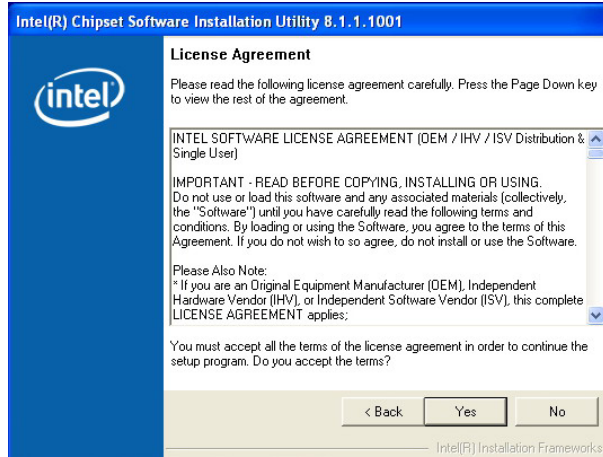 Intel(R) Chipset Software Installation Utility 8.1.1.1001
intel
License Agreement
Please read the following license agreement carefully. Press the Page Down key
to view the rest of the agreement.
INTEL SOFTWARE LICENSE AGREEMENT (OEM / IHV / ISV Distribution &
Single User)
IMPORTANT - READ BEFORE COPYING, INSTALLING OR USING.
Do not use or load this software and any associated materials (collectively,
the "Software") until you have carefully read the following terms and
conditions. By loading or using the Software, you agree to the terms of this
Agreement. If you do not wish to so agree, do not install or use the Software.
Please Also Note:
* If you are an Original Equipment Manufacturer (OEM), Independent
Hardware Vendor (IHV), or Independent Software Vendor (ISV), this complete
LICENSE AGREEMENT applies;
You must accept all the terms of the license agreement in order to continue the
setup program. Do you accept the terms?
< Back
Yes
No
Intel(R) Installation Frameworks